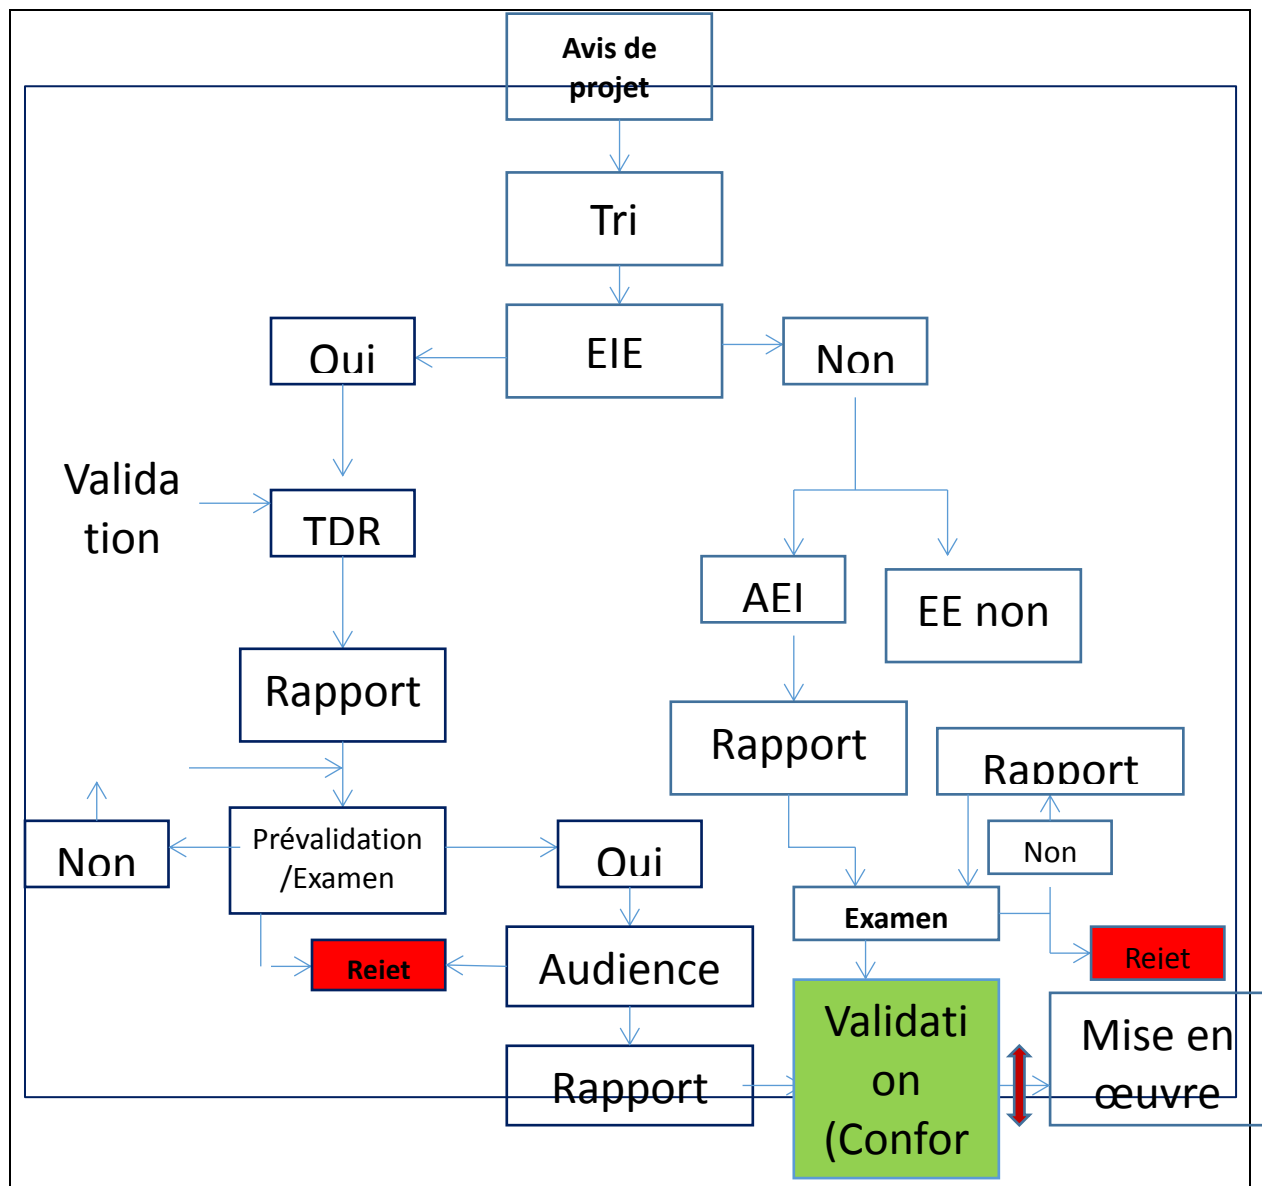 Avis de
projet
Tri
EIE
Oui
Non
Valida
tion
TDR
AEI
EE non
Rapport
Rapport
Rapport
Non
Prévalidation
/Examen
Oui
Non
Examen
Rejet
Audience
Rejet
Rapport
Validati
on
(Confor
Mise en
œuvre